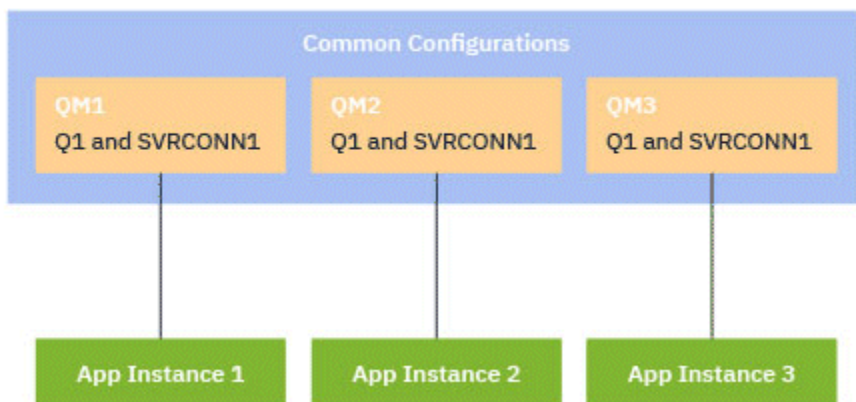 Common Configurations
QM1
Q1 and SVRCONN1
QM2
Q1 and SVRCONN1
QM3
Q1 and SVRCONN1
App Instance 1
App Instance 2
App Instance 3